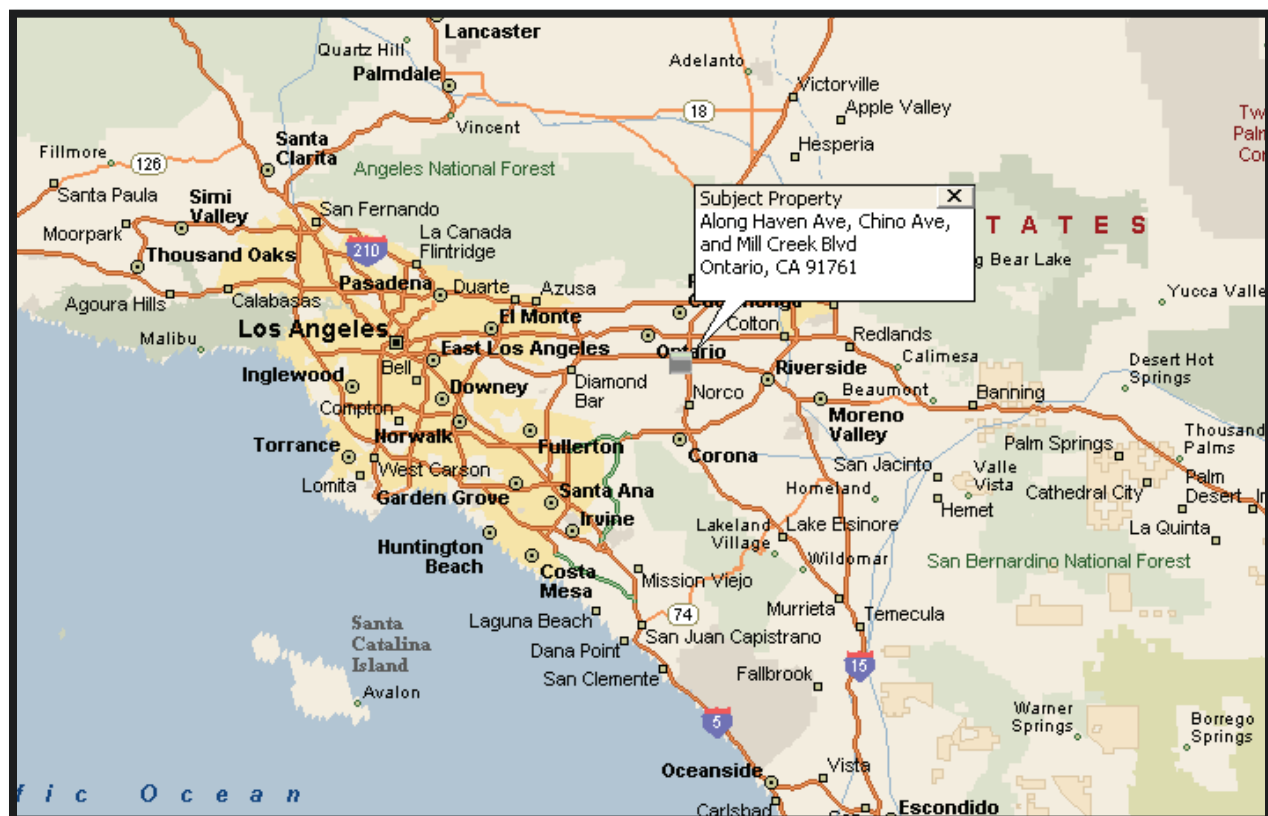 Lancaster
Quartz Hill
Palmdale
Adelanto
Victorville
Apple Valley
18
Vincent
Hesperia
Santa
Clarita
Fillmore
126
Angeles National Forest
Santa Paula
Simi
Valley
San Fernando
Moorpark
La Canada
Flintridge
210
Thousand Oaks
Pasadena
Duarte
Azusa
Agoura Hills
Calabasas
Subject Property
Along Haven Ave, Chino Ave,
and Mill Creek Blvd
Ontario, CA 91761
T A T E S
Bear Lake
Yucca Valle
Los Angeles
El Monte
Malibu
East Los Angeles
Ontario
Colton
Redlands
Calimesa
Desert Hot
Springs
Inglewood
Bell
Downey
Diamond
Bar
Norco
Riverside
Beaumont
Banning
Compton
Moreno
Valley
Torrance
Norwalk
Fullerton
Corona
Palm Springs
Thousand
Palms
Lomita
West Carson
San Jacinto
Valle
Vista
Garden Grove
Santa Ana
Homeland
Hemet
Cathedral City
Palm
Desert
Irvine
Lakeland
Village
Lake Elsinore
La Quinta
Huntington
Beach
Costa
Mesa
Mission Viejo
Wildomar
San Bernardino National Forest
74
Murrieta
Temecula
Laguna Beach
San Juan Capistrano
Santa
Catalina
Island
Dana Point
15
San Clemente
Fallbrook
Avalon
5
Warner
Springs
Borrego
Springs
Oceanside
Vista
f i c O c e a n
Carlsbad
Escondido